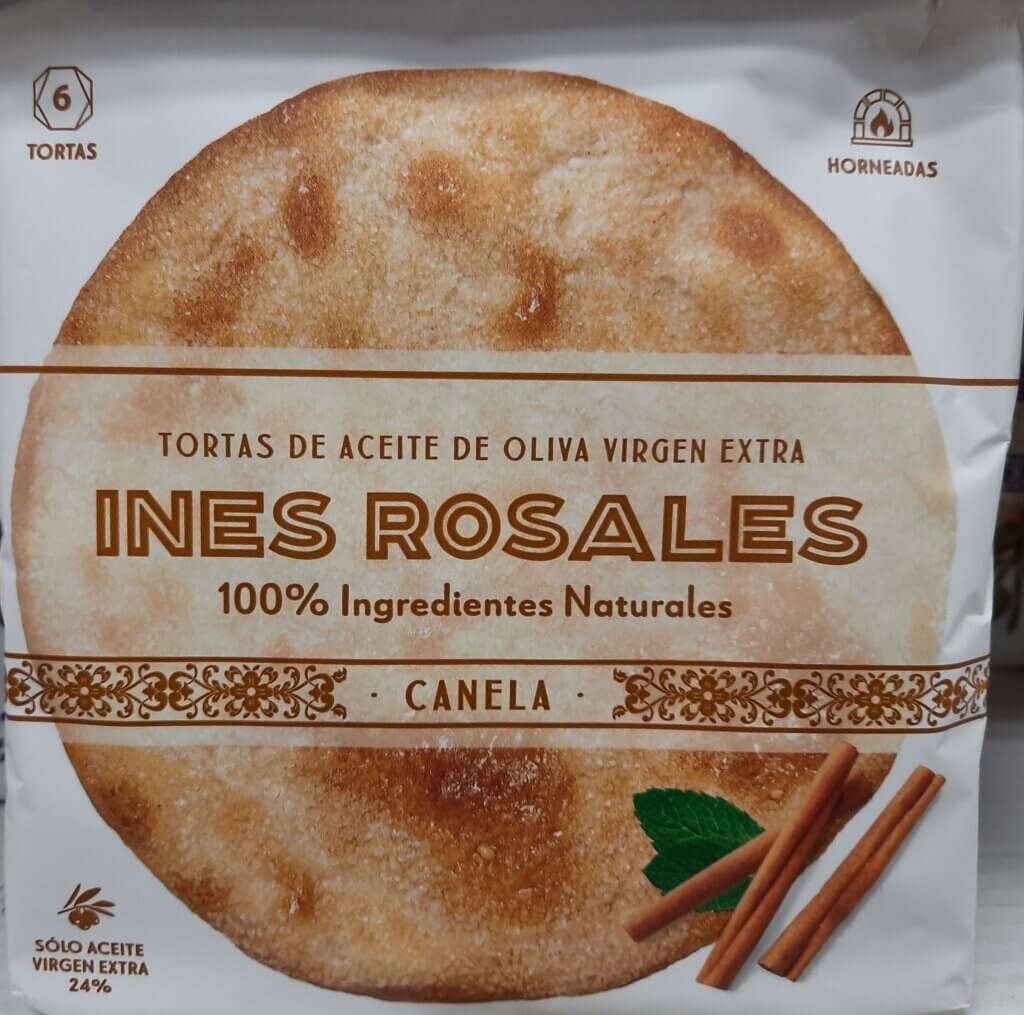 6
TORTAS
HORNEADAS
TORTAS DE ACEITE DE OLIVA VIRGEN EXTRA
INES ROSALES
100% Ingredientes Naturales
· CANELA ·
SÓLO ACEITE
VIRGEN EXTRA
24%